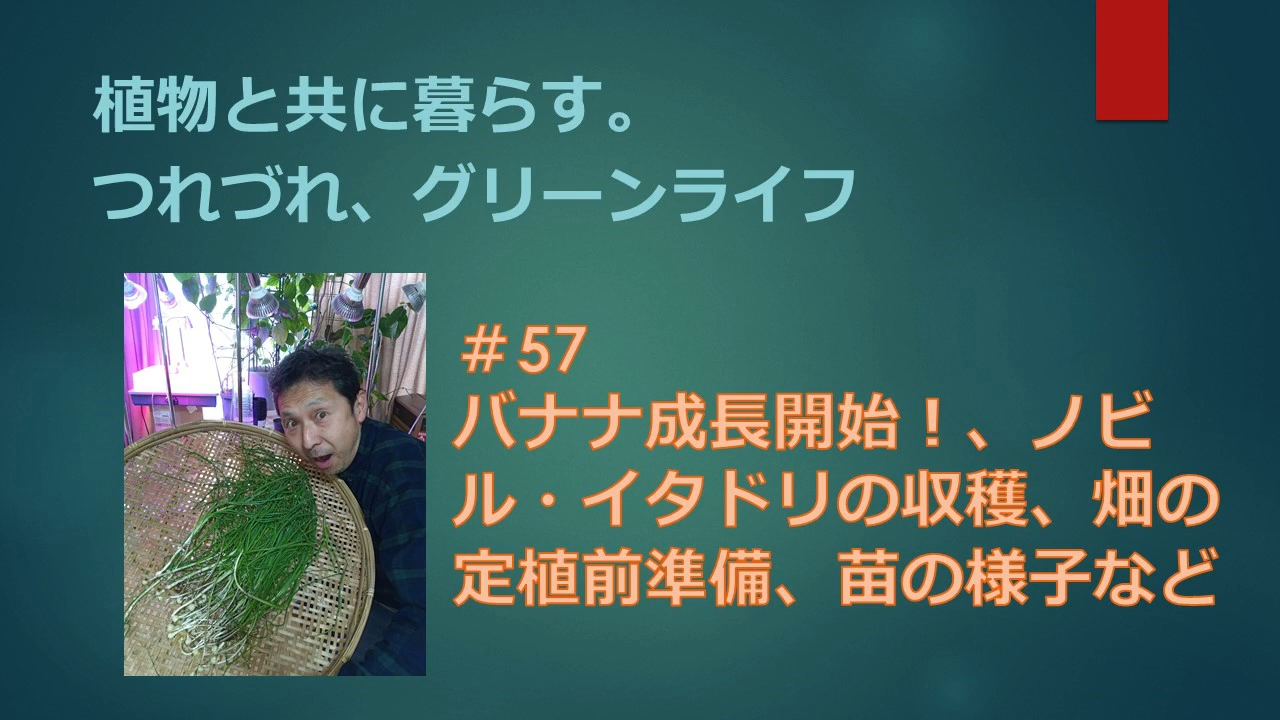 植物と共に暮らす。
つれづれ、グリーンライフ
＃57
バナナ成長開始！、ノビ
ル・イタドリの収穫、畑の
定植前準備、苗の様子など